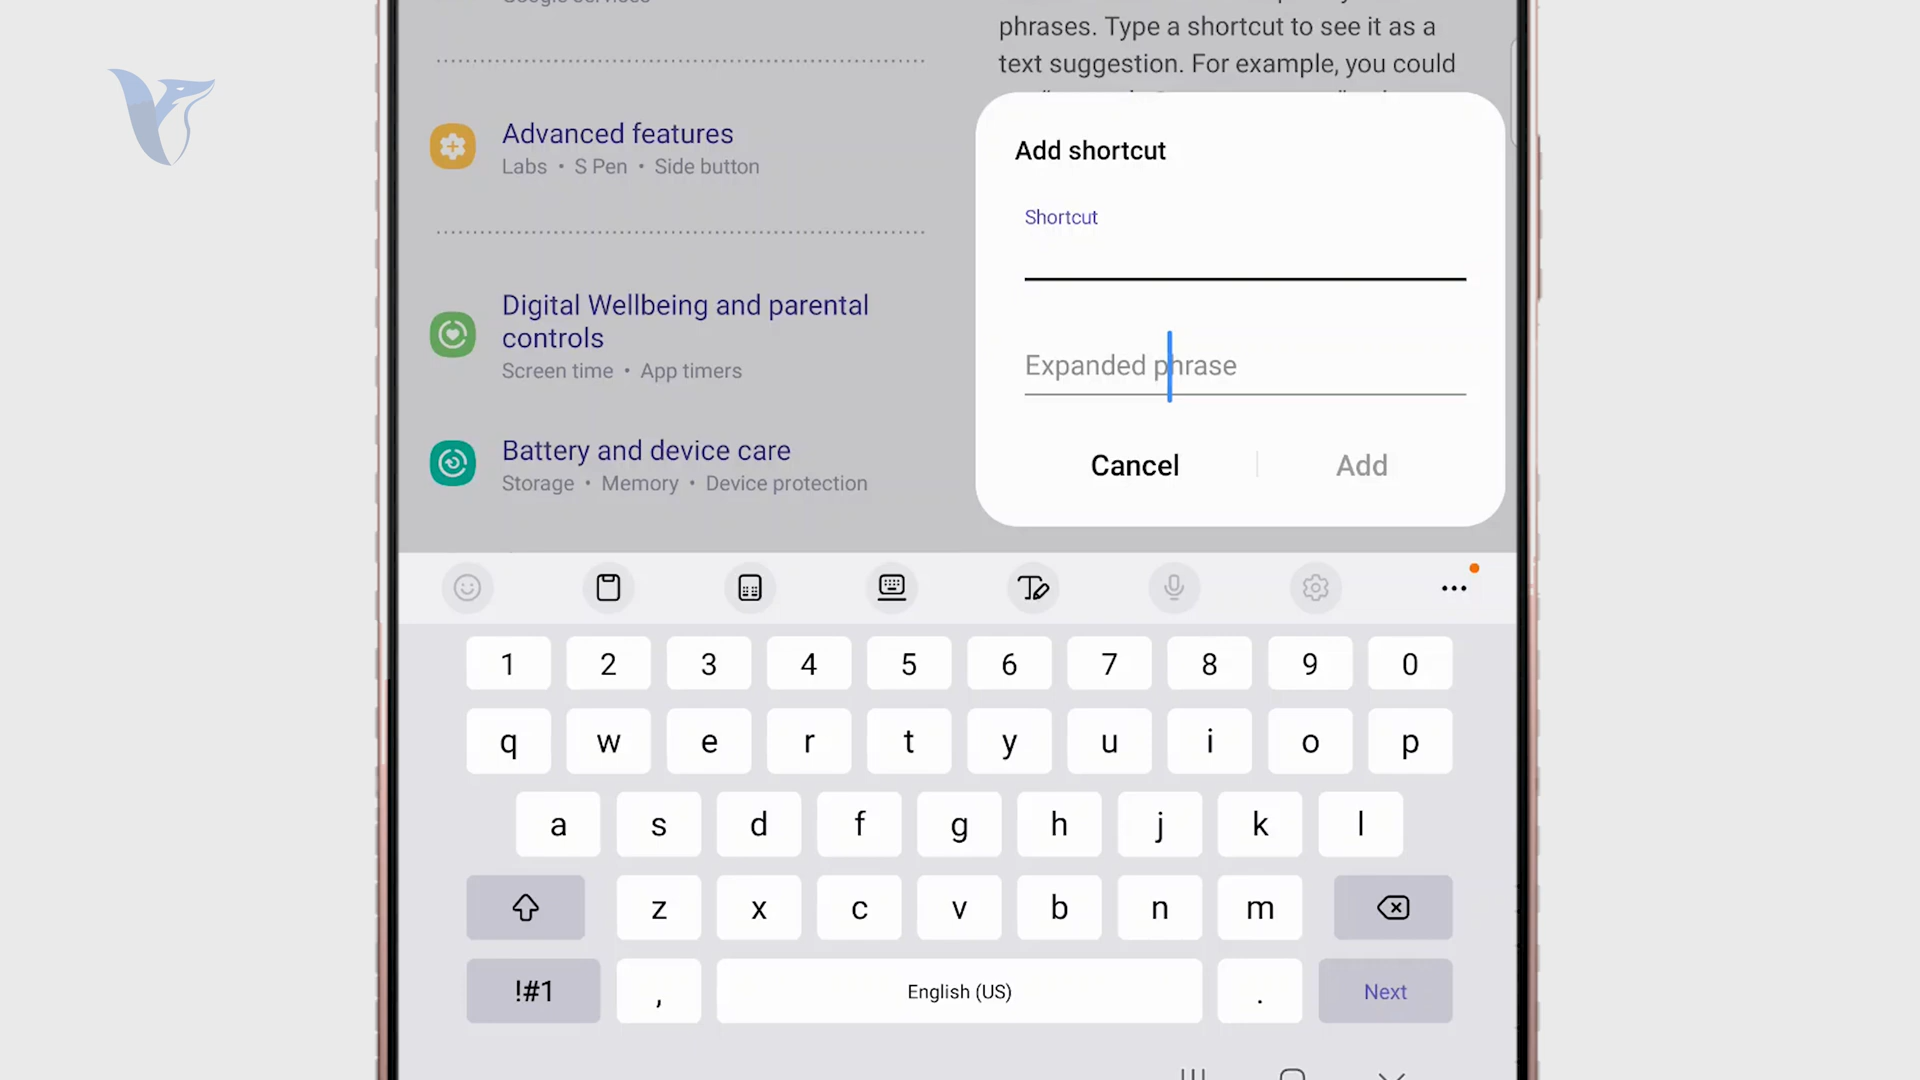 Google services
phrases. Type a shortcut to see it as a
text suggestion. For example, you could
Advanced features
Labs • S Pen • Side button
Digital Wellbeing and parental
controls
Screen time • App timers
Battery and device care
Storage • Memory • Device protection
Add shortcut
Shortcut
Expanded phrase
Cancel
Add
1 2 3 4 5 6 7 8 9 0
q w e r t y u i o p
a s d f g h j k l
z x c v b n m
!#1 , English (US) . Next